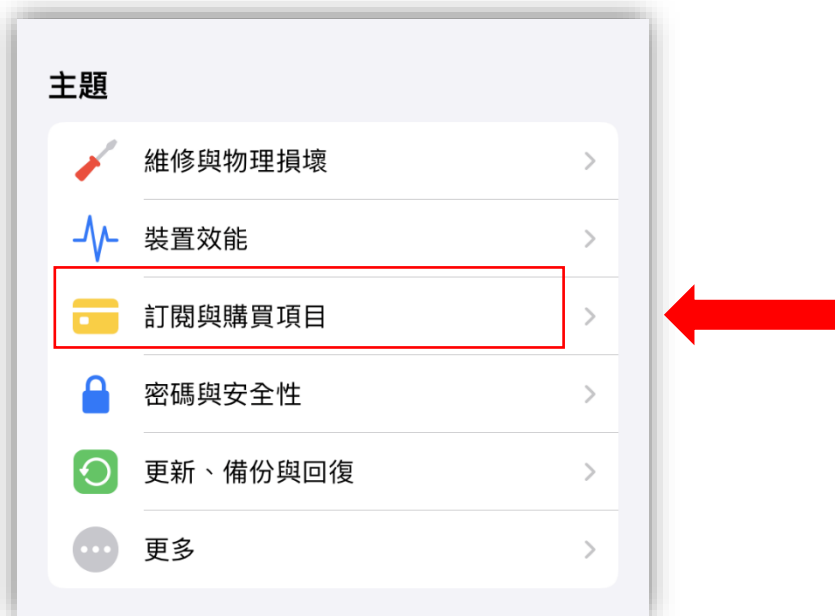 主題
維修與物理損壞
裝置效能
訂閱與購買項目
密碼與安全性
更新、備份與回復
更多